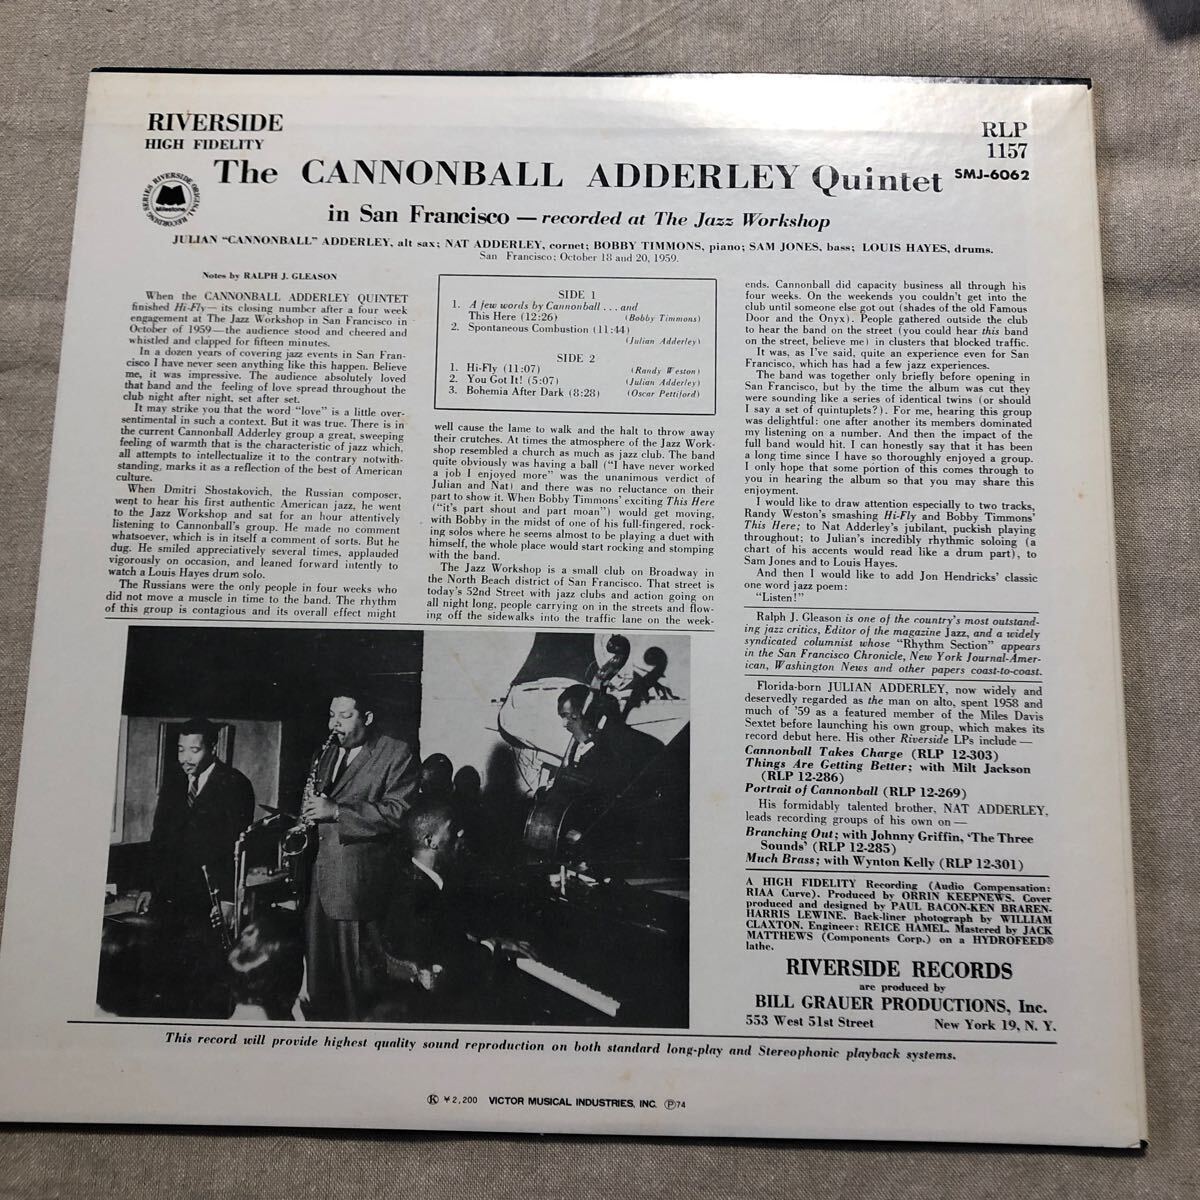 RIVERSIDE
HIGH FIDELITY
RLP
1157
SMJ-6062
RIVERSIDE ORIGINAL RECORDING SERIES
Milestone
The CANNONBALL ADDERLEY Quintet
in San Francisco — recorded at The Jazz Workshop
JULIAN “CANNONBALL” ADDERLEY, alt sax; NAT ADDERLEY, cornet; BOBBY TIMMONS, piano; SAM JONES, bass; LOUIS HAYES, drums.
San Francisco; October 18 and 20, 1959.
Notes by RALPH J. GLEASON
When the CANNONBALL ADDERLEY QUINTET
finished Hi-Fly — its closing number after a four week
engagement at The Jazz Workshop in San Francisco in
October of 1959 — the audience stood and cheered and
whistled and clapped for fifteen minutes.
In a dozen years of covering jazz events in San Fran-
cisco I have never seen anything like this happen. Believe
me, it was impressive. The audience absolutely loved
that band and the feeling of love spread throughout the
club night after night, set after set.
It may strike you that the word “love” is a little over-
sentimental in such a context. But it was true. There is in
the current Cannonball Adderley group a great, sweeping
feeling of warmth that is the characteristic of jazz which,
all attempts to intellectualize it to the contrary notwith-
standing, marks it as a reflection of the best of American
culture.
When Dmitri Shostakovich, the Russian composer,
went to hear his first authentic American jazz, he went
to the Jazz Workshop and sat for an hour attentively
listening to Cannonball's group. He made no comment
whatsoever, which is in itself a comment of sorts. But he
dug. He smiled appreciatively several times, applauded
vigorously on occasion, and leaned forward intently to
watch a Louis Hayes drum solo.
The Russians were the only people in four weeks who
did not move a muscle in time to the band. The rhythm
of this group is contagious and its overall effect might
SIDE 1
1. A few words by Cannonball . . . and
This Here (12:26) (Bobby Timmons)
2. Spontaneous Combustion (11:44)
(Julian Adderley)
SIDE 2
1. Hi-Fly (11:07) (Randy Weston)
2. You Got It! (5:07) (Julian Adderley)
3. Bohemia After Dark (8:28) (Oscar Pettiford)
well cause the lame to walk and the halt to throw away
their crutches. At times the atmosphere of the Jazz Work-
shop resembled a church as much as jazz club. The band
quite obviously was having a ball (“I have never worked
a job I enjoyed more” was the unanimous verdict of
Julian and Nat) and there was no reluctance on their
part to show it. When Bobby Timmons' exciting This Here
(“it's part shout and part moan”) would get moving,
with Bobby in the midst of one of his full-fingered, rock-
ing solos where he seems almost to be playing a duet with
himself, the whole place would start rocking and stomping
with the band.
The Jazz Workshop is a small club on Broadway in
the North Beach district of San Francisco. That street is
today's 52nd Street with jazz clubs and action going on
all night long, people carrying on in the streets and flow-
ing off the sidewalks into the traffic lane on the week-
ends. Cannonball did capacity business all through his
four weeks. On the weekends you couldn't get into the
club until someone else got out (shades of the old Famous
Door and the Onyx). People gathered outside the club
to hear the band on the street (you could hear this band
on the street, believe me) in clusters that blocked traffic.
It was, as I've said, quite an experience even for San
Francisco, which has had a few jazz experiences.
The band was together only briefly before opening in
San Francisco, but by the time the album was cut they
were sounding like a series of identical twins (or should
I say a set of quintuplets?). For me, hearing this group
was delightful: one after another its members dominated
my listening on a number. And then the impact of the
full band would hit. I can honestly say that it has been
a long time since I have so thoroughly enjoyed a group.
I only hope that some portion of this comes through to
you in hearing the album so that you may share this
enjoyment.
I would like to draw attention especially to two tracks,
Randy Weston's smashing Hi-Fly and Bobby Timmons'
This Here; to Nat Adderley's jubilant, puckish playing
throughout; to Julian's incredibly rhythmic soloing (a
chart of his accents would read like a drum part), to
Sam Jones and to Louis Hayes.
And then I would like to add Jon Hendricks' classic
one word jazz poem:
“Listen!”
Ralph J. Gleason is one of the country's most outstand-
ing jazz critics, Editor of the magazine Jazz, and a widely
syndicated columnist whose “Rhythm Section” appears
in the San Francisco Chronicle, New York Journal-Amer-
ican, Washington News and other papers coast-to-coast.
Florida-born JULIAN ADDERLEY, now widely and
deservedly regarded as the man on alto, spent 1958 and
much of '59 as a featured member of the Miles Davis
Sextet before launching his own group, which makes its
record debut here. His other Riverside LPs include —
Cannonball Takes Charge (RLP 12-303)
Things Are Getting Better; with Milt Jackson
(RLP 12-286)
Portrait of Cannonball (RLP 12-269)
His formidably talented brother, NAT ADDERLEY,
leads recording groups of his own on —
Branching Out; with Johnny Griffin, ‘The Three
Sounds’ (RLP 12-285)
Much Brass; with Wynton Kelly (RLP 12-301)
A HIGH FIDELITY Recording (Audio Compensation:
RIAA Curve). Produced by ORRIN KEEPNEWS. Cover
produced and designed by PAUL BACON-KEN BRAREN-
HARRIS LEWINE. Back-liner photograph by WILLIAM
CLAXTON. Engineer: REICE HAMEL. Mastered by JACK
MATTHEWS (Components Corp.) on a HYDROFEED®
lathe.
RIVERSIDE RECORDS
are produced by
BILL GRAUER PRODUCTIONS, Inc.
553 West 51st Street New York 19, N. Y.
This record will provide highest quality sound reproduction on both standard long-play and Stereophonic playback systems.
Ⓚ ¥2,200 VICTOR MUSICAL INDUSTRIES, INC. Ⓟ74